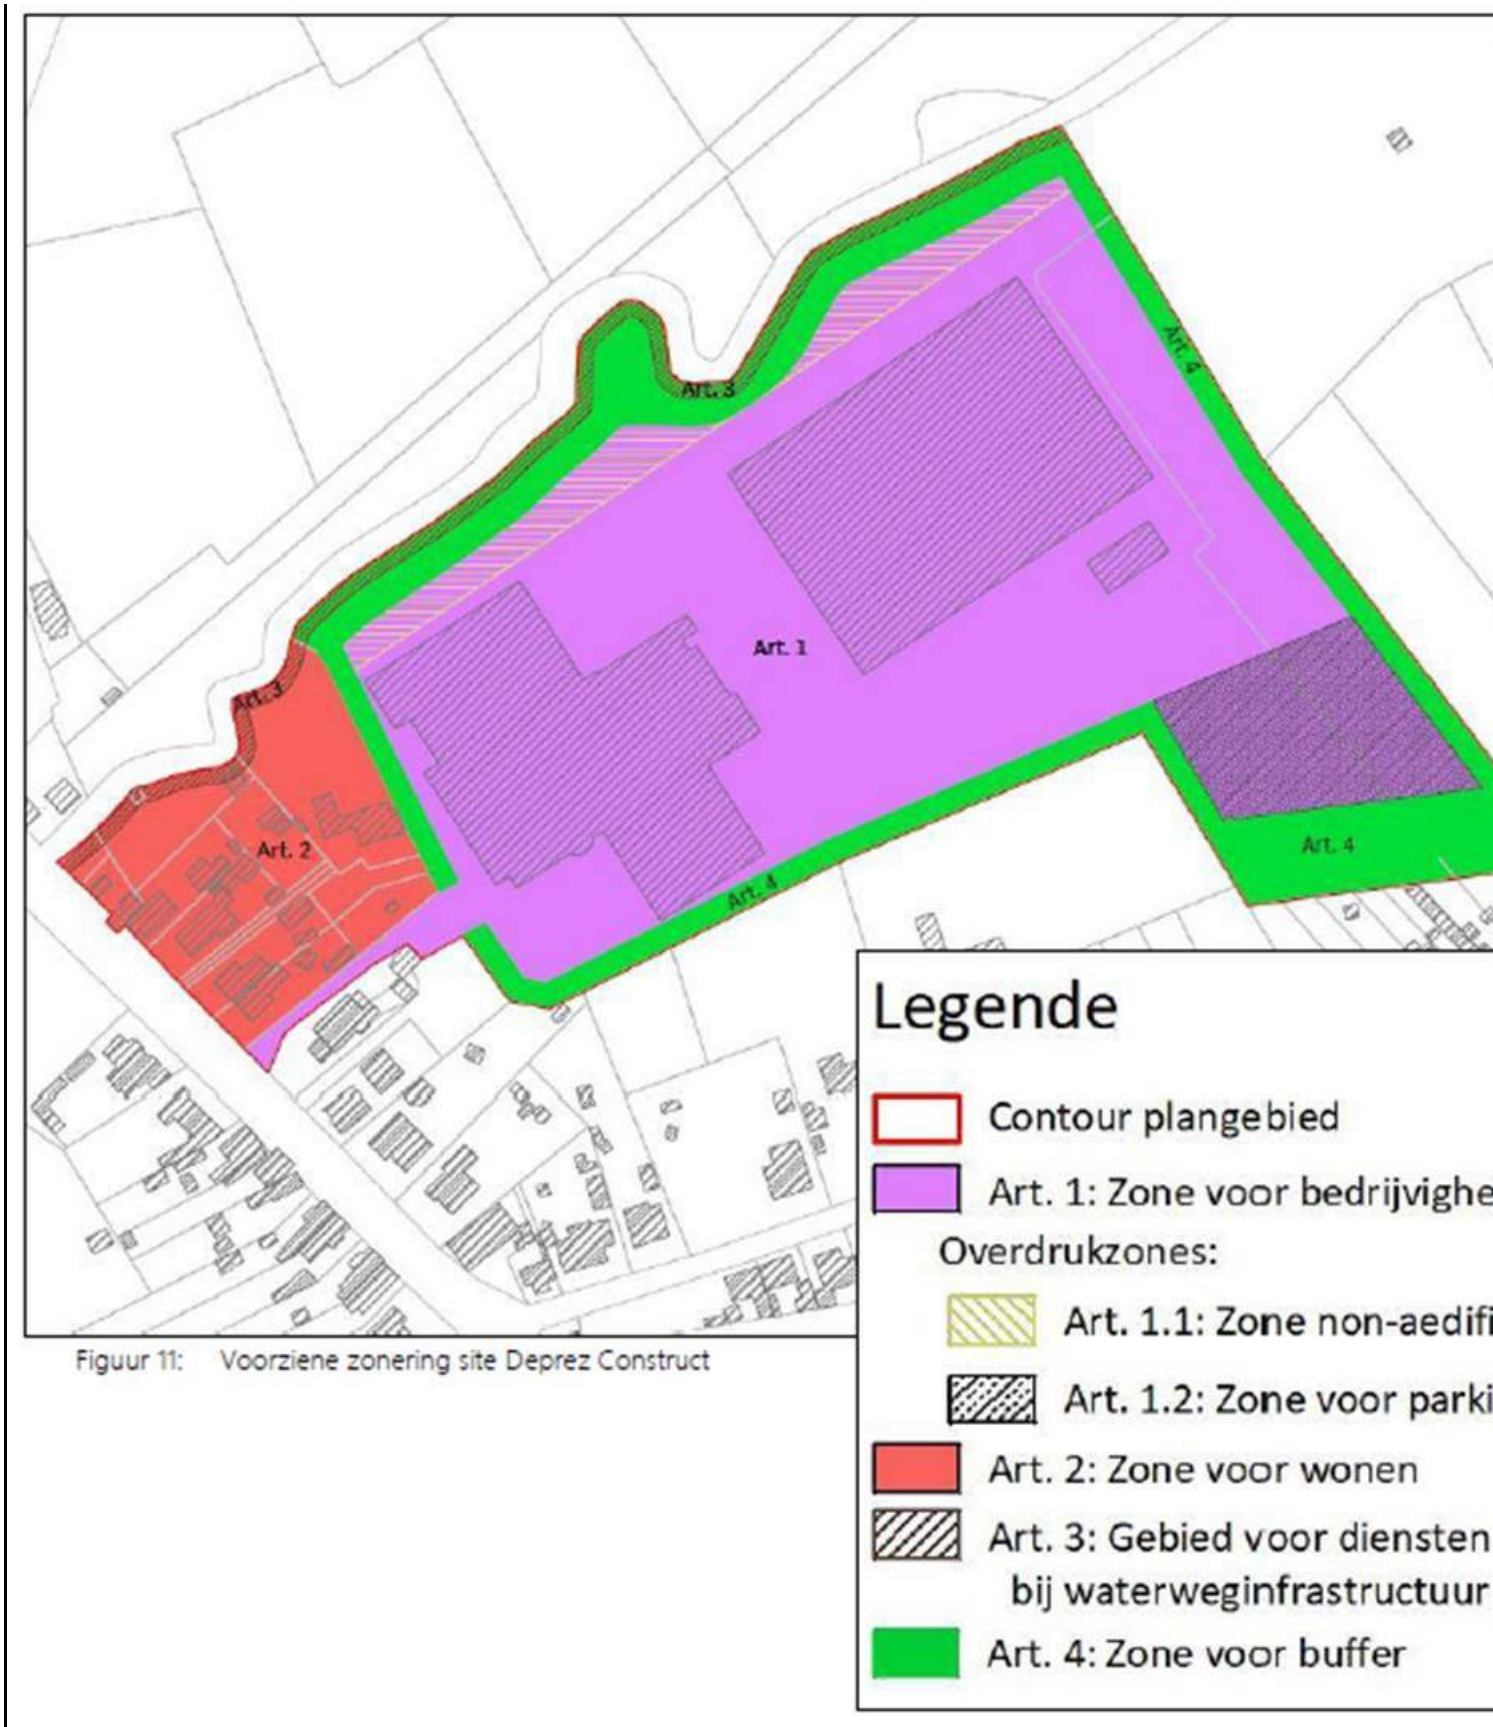 Art. 3
Art. 4
Art. 1
Art. 3
Art. 2
Art. 4
Art. 4
Legende
Contour plangebied
Art. 1: Zone voor bedrijvighe
Overdrukzones:
Art. 1.1: Zone non-aedifi
Art. 1.2: Zone voor parki
Art. 2: Zone voor wonen
Art. 3: Gebied voor diensten
bij waterweginfrastructuur
Art. 4: Zone voor buffer
Figuur 11: Voorziene zonering site Deprez Construct